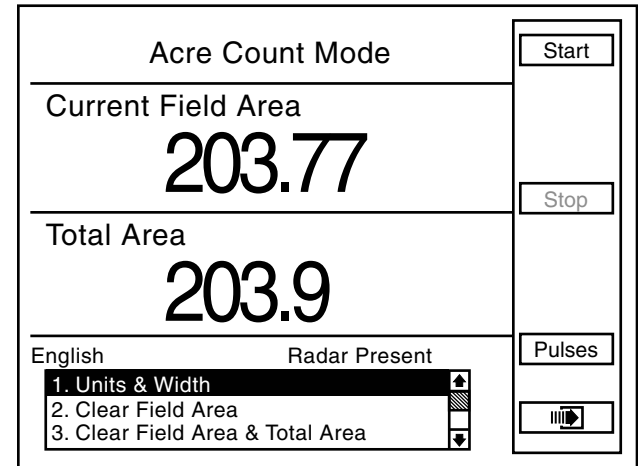 Acre Count Mode
Start
Current Field Area
203.77
Stop
Total Area
203.9
English Radar Present
Pulses
1. Units & Width
2. Clear Field Area
3. Clear Field Area & Total Area